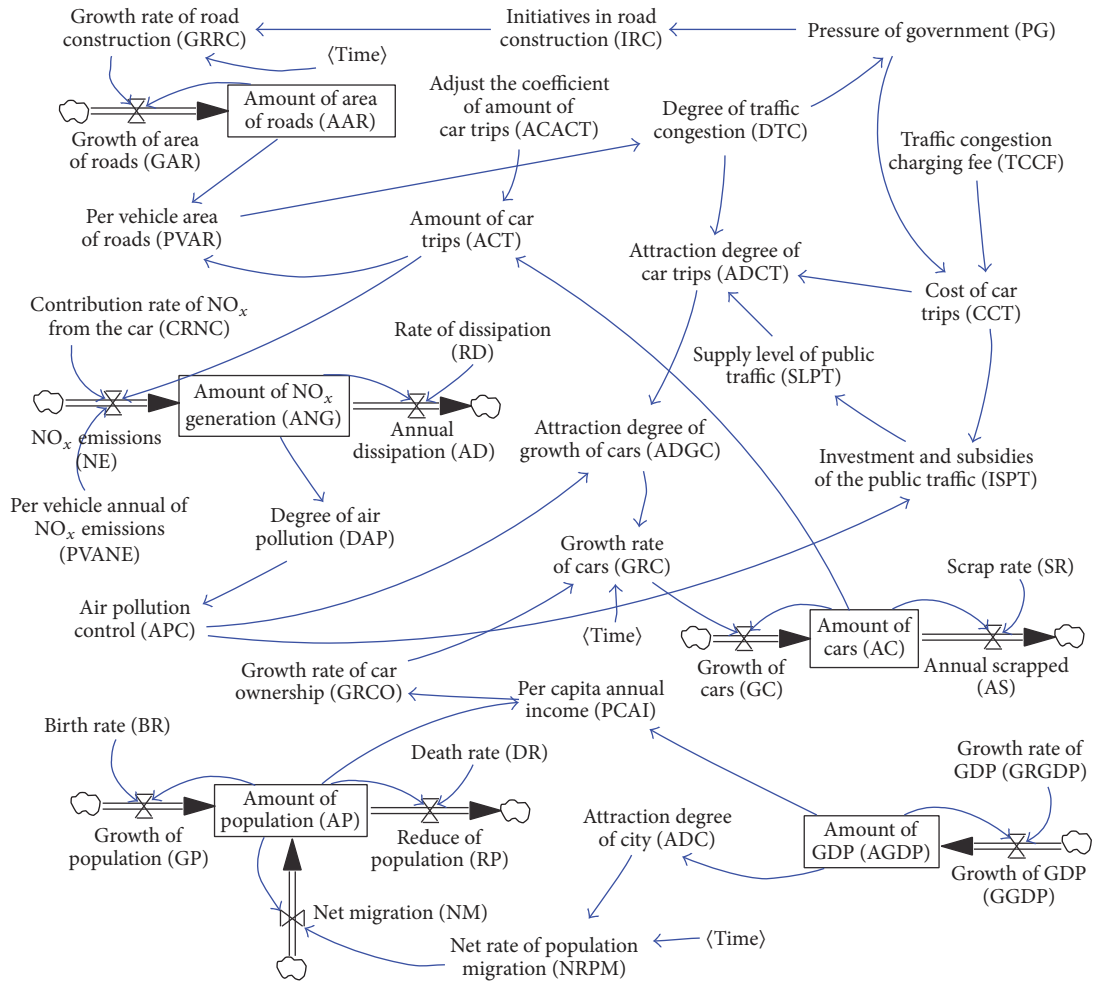 Growth rate of road
construction (GRRC)
Initiatives in road
construction (IRC)
Pressure of government (PG)
⟨Time⟩
Amount of area
of roads (AAR)
Adjust the coefficient
of amount of
car trips (ACACT)
Degree of traffic
congestion (DTC)
Growth of area
of roads (GAR)
Traffic congestion
charging fee (TCCF)
Per vehicle area
of roads (PVAR)
Amount of car
trips (ACT)
Attraction degree of
car trips (ADCT)
Cost of car
trips (CCT)
Contribution rate of NOₓ
from the car (CRNC)
Rate of dissipation
(RD)
Supply level of public
traffic (SLPT)
Amount of NOₓ
generation (ANG)
NOₓ emissions
(NE)
Annual
dissipation (AD)
Attraction degree of
growth of cars (ADGC)
Investment and subsidies
of the public traffic (ISPT)
Per vehicle annual of
NOₓ emissions
(PVANE)
Degree of air
pollution (DAP)
Growth rate
of cars (GRC)
Scrap rate (SR)
Air pollution
control (APC)
⟨Time⟩
Amount of
cars (AC)
Growth of
cars (GC)
Annual scrapped
(AS)
Growth rate of car
ownership (GRCO)
Per capita annual
income (PCAI)
Birth rate (BR)
Death rate (DR)
Growth rate of
GDP (GRGDP)
Amount of
population (AP)
Growth of
population (GP)
Reduce of
population (RP)
Attraction degree
of city (ADC)
Amount of
GDP (AGDP)
Growth of GDP
(GGDP)
Net migration (NM)
Net rate of population
migration (NRPM)
⟨Time⟩